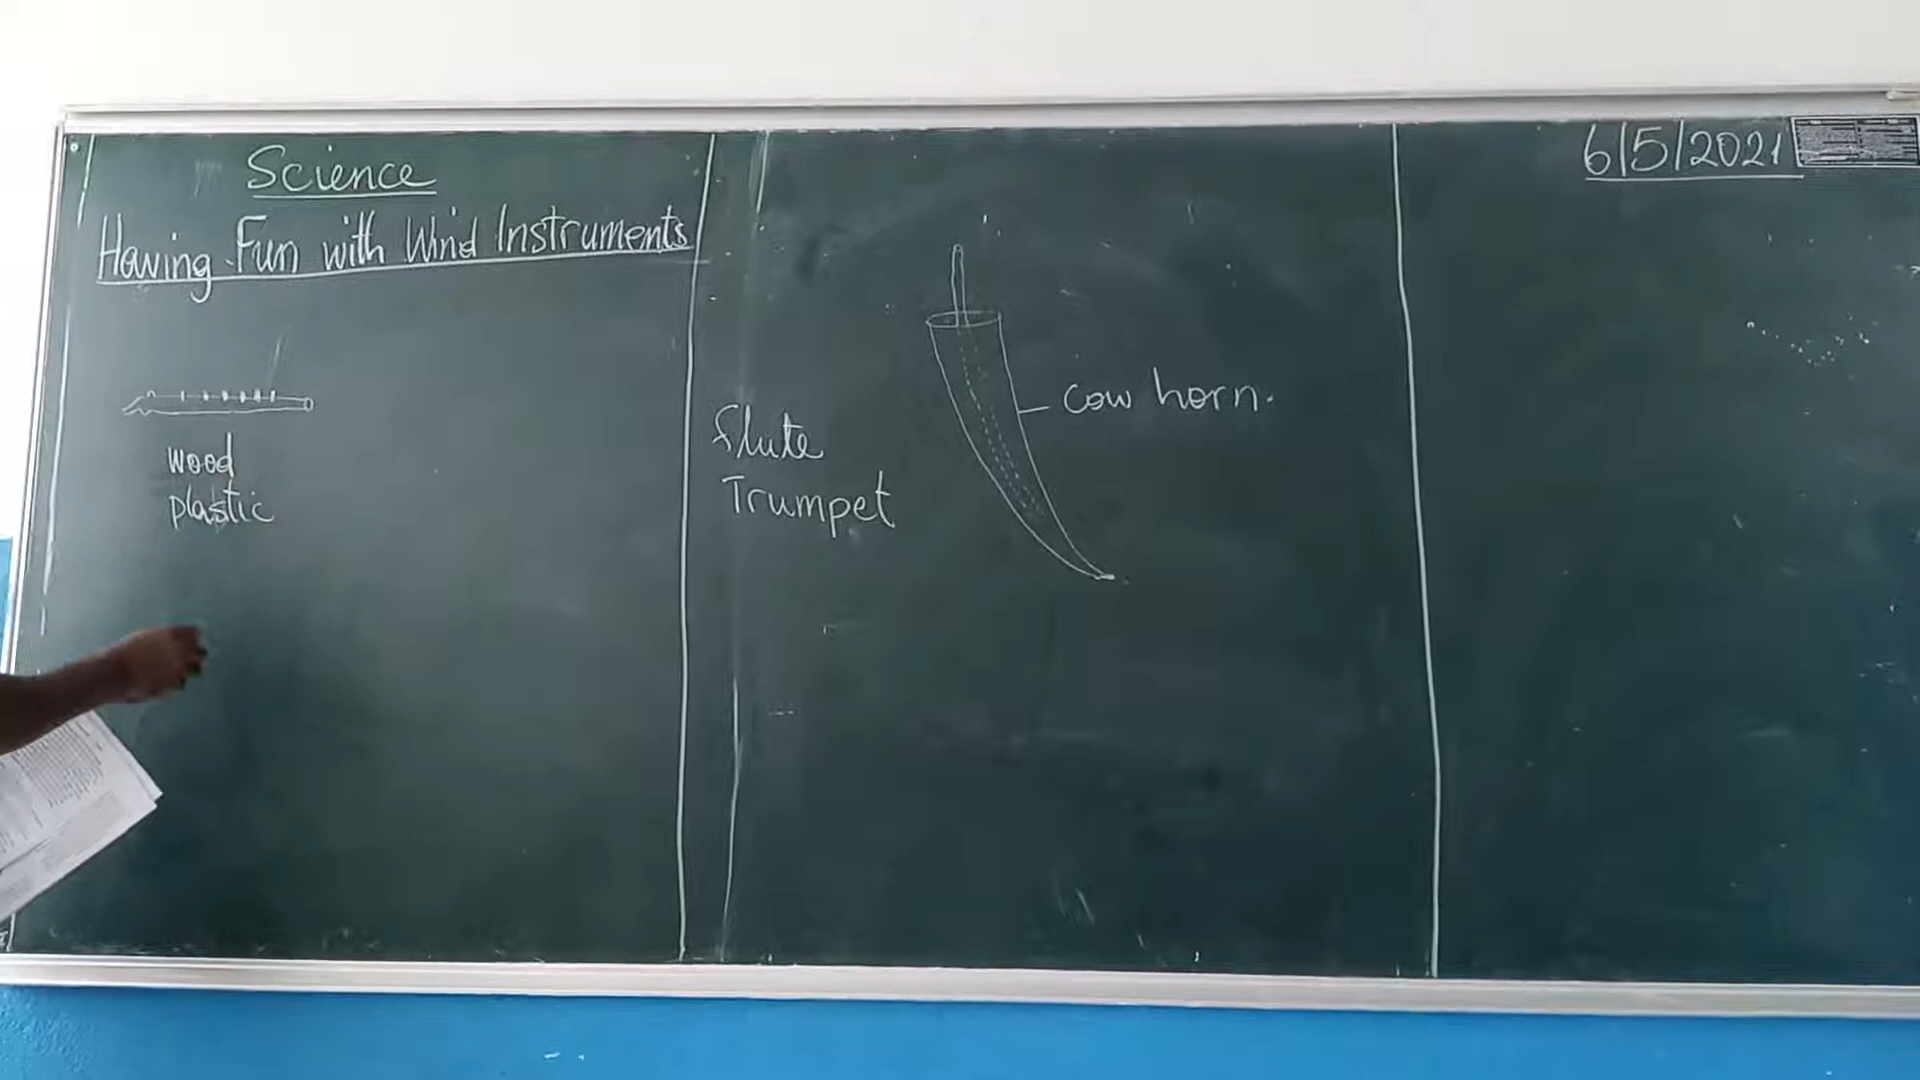 Science
Having Fun with Wind Instruments
wood
plastic
Flute
Trumpet
cow horn.
6/5/2021